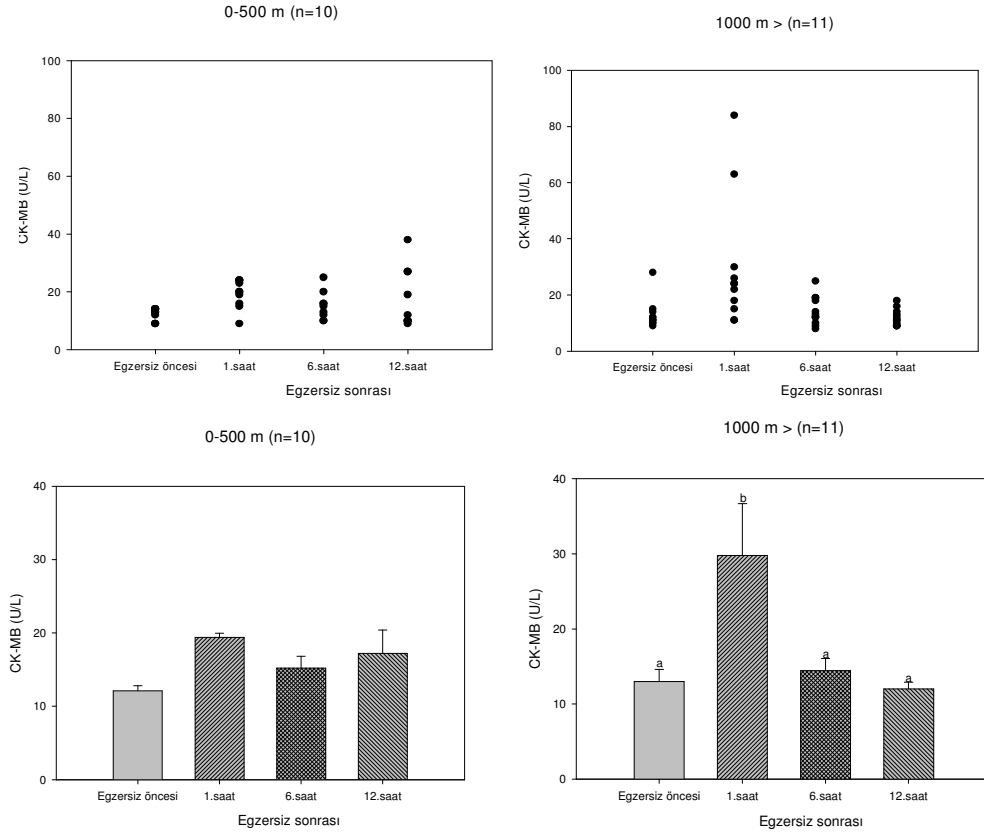 0-500 m (n=10)
100
80
60
40
20
0
CK-MB (U/L)
Egzersiz öncesi 1.saat 6.saat 12.saat
Egzersiz sonrası
1000 m > (n=11)
100
80
60
40
20
0
CK-MB (U/L)
Egzersiz öncesi 1.saat 6.saat 12.saat
Egzersiz sonrası
0-500 m (n=10)
40
30
20
10
0
CK-MB (U/L)
Egzersiz öncesi 1.saat 6.saat 12.saat
Egzersiz sonrası
1000 m > (n=11)
40
30
20
10
0
CK-MB (U/L)
a b a a
Egzersiz öncesi 1.saat 6.saat 12.saat
Egzersiz sonrası